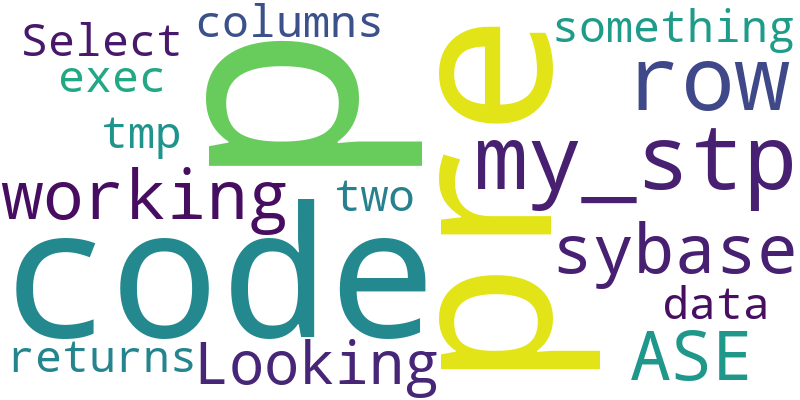 columns
something
Select
exec
row
p
pre
tmp
my_stp
working
two
code
sybase
data
returns
Looking
ASE